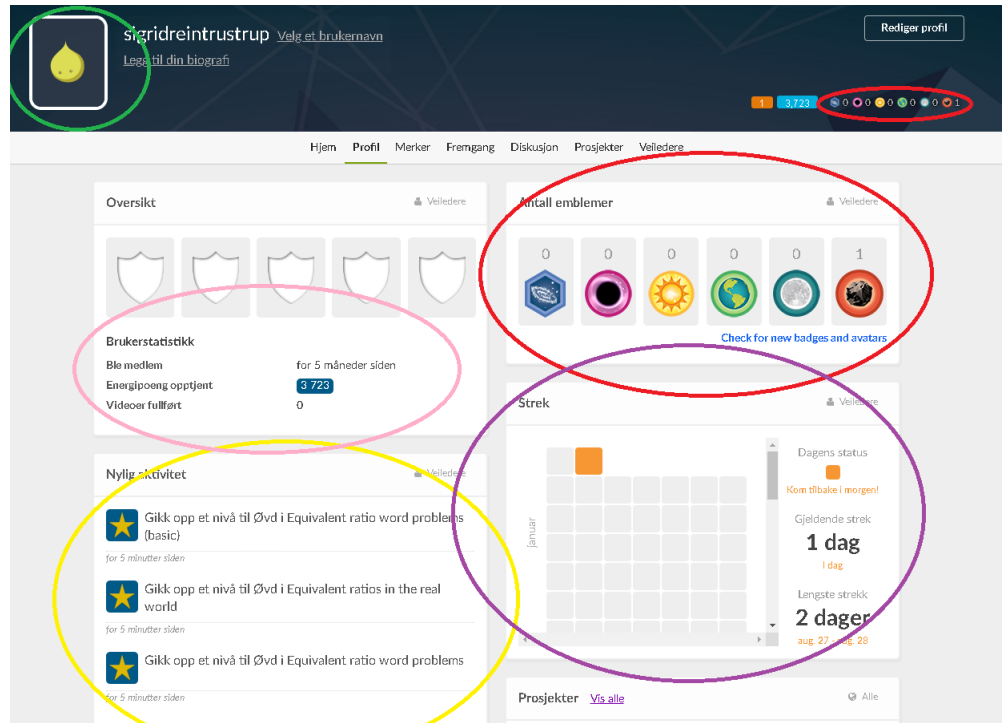 sigridreintrustrup Velg et brukernavn
Rediger profil
Legg til din biografi
1 3,723 0 0 0 0 0 1
Hjem Profil Merker Fremgang Diskusjon Prosjekter Veiledere
Oversikt Veiledere
Antall emblemer Veiledere
0 0 0 0 0 1
Check for new badges and avatars
Brukerstatistikk
Ble medlem for 5 måneder siden
Energipoeng opptjent 3 723
Videoer fullført 0
Strek Veiledere
januar
Dagens status
Kom tilbake i morgen!
Gjeldende strek
1 dag
I dag
Lengste strekk
2 dager
aug. 27 - aug. 28
Nylig aktivitet Veiledere
Gikk opp et nivå til Øvd i Equivalent ratio word problems
(basic)
for 5 minutter siden
Gikk opp et nivå til Øvd i Equivalent ratios in the real
world
for 5 minutter siden
Gikk opp et nivå til Øvd i Equivalent ratio word problems
for 5 minutter siden
Prosjekter Vis alle Alle